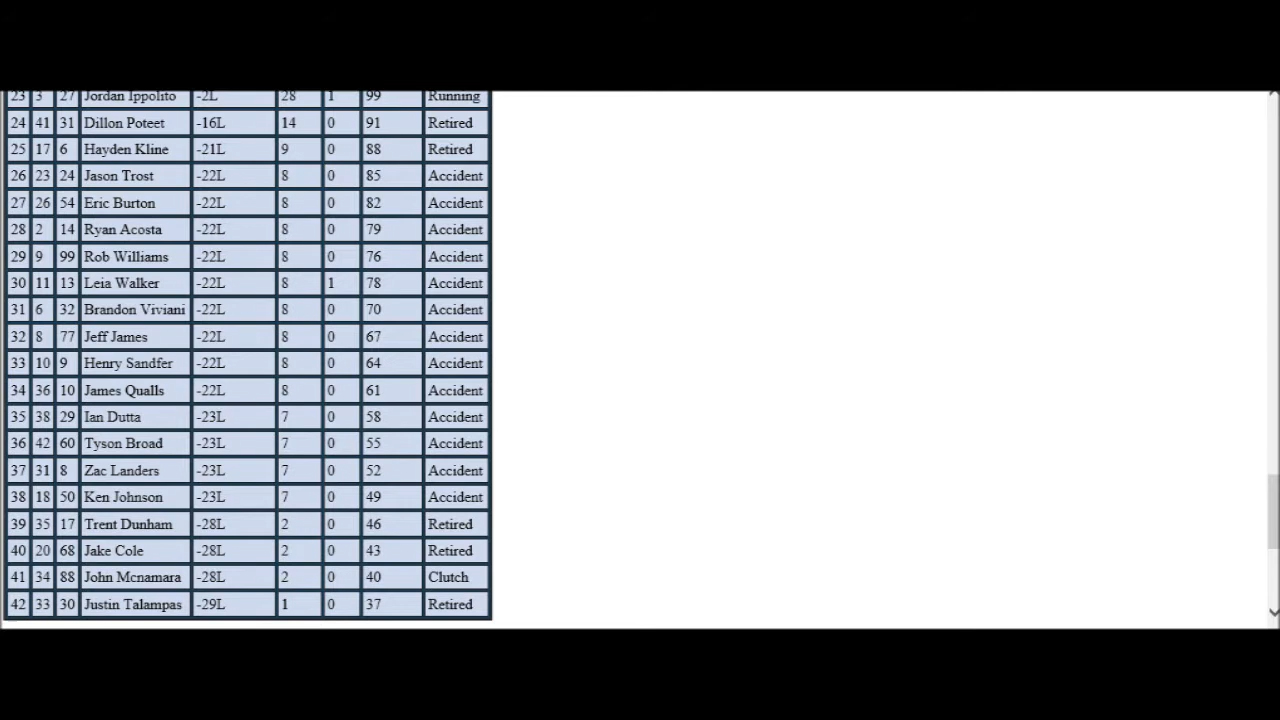 23 3 27 Jordan Ippolito -2L 28 1 99 Running
24 41 31 Dillon Poteet -16L 14 0 91 Retired
25 17 6 Hayden Kline -21L 9 0 88 Retired
26 23 24 Jason Trost -22L 8 0 85 Accident
27 26 54 Eric Burton -22L 8 0 82 Accident
28 2 14 Ryan Acosta -22L 8 0 79 Accident
29 9 99 Rob Williams -22L 8 0 76 Accident
30 11 13 Leia Walker -22L 8 1 78 Accident
31 6 32 Brandon Viviani -22L 8 0 70 Accident
32 8 77 Jeff James -22L 8 0 67 Accident
33 10 9 Henry Sandfer -22L 8 0 64 Accident
34 36 10 James Qualls -22L 8 0 61 Accident
35 38 29 Ian Dutta -23L 7 0 58 Accident
36 42 60 Tyson Broad -23L 7 0 55 Accident
37 31 8 Zac Landers -23L 7 0 52 Accident
38 18 50 Ken Johnson -23L 7 0 49 Accident
39 35 17 Trent Dunham -28L 2 0 46 Retired
40 20 68 Jake Cole -28L 2 0 43 Retired
41 34 88 John Mcnamara -28L 2 0 40 Clutch
42 33 30 Justin Talampas -29L 1 0 37 Retired